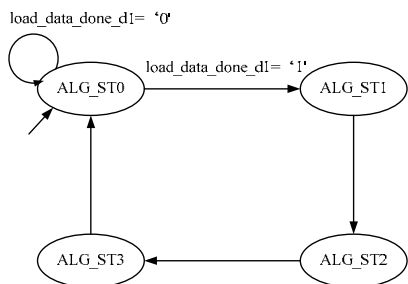 load_data_done_d1= ‘0'
load_data_done_d1= ‘1'
ALG_ST0
ALG_ST1
ALG_ST3
ALG_ST2